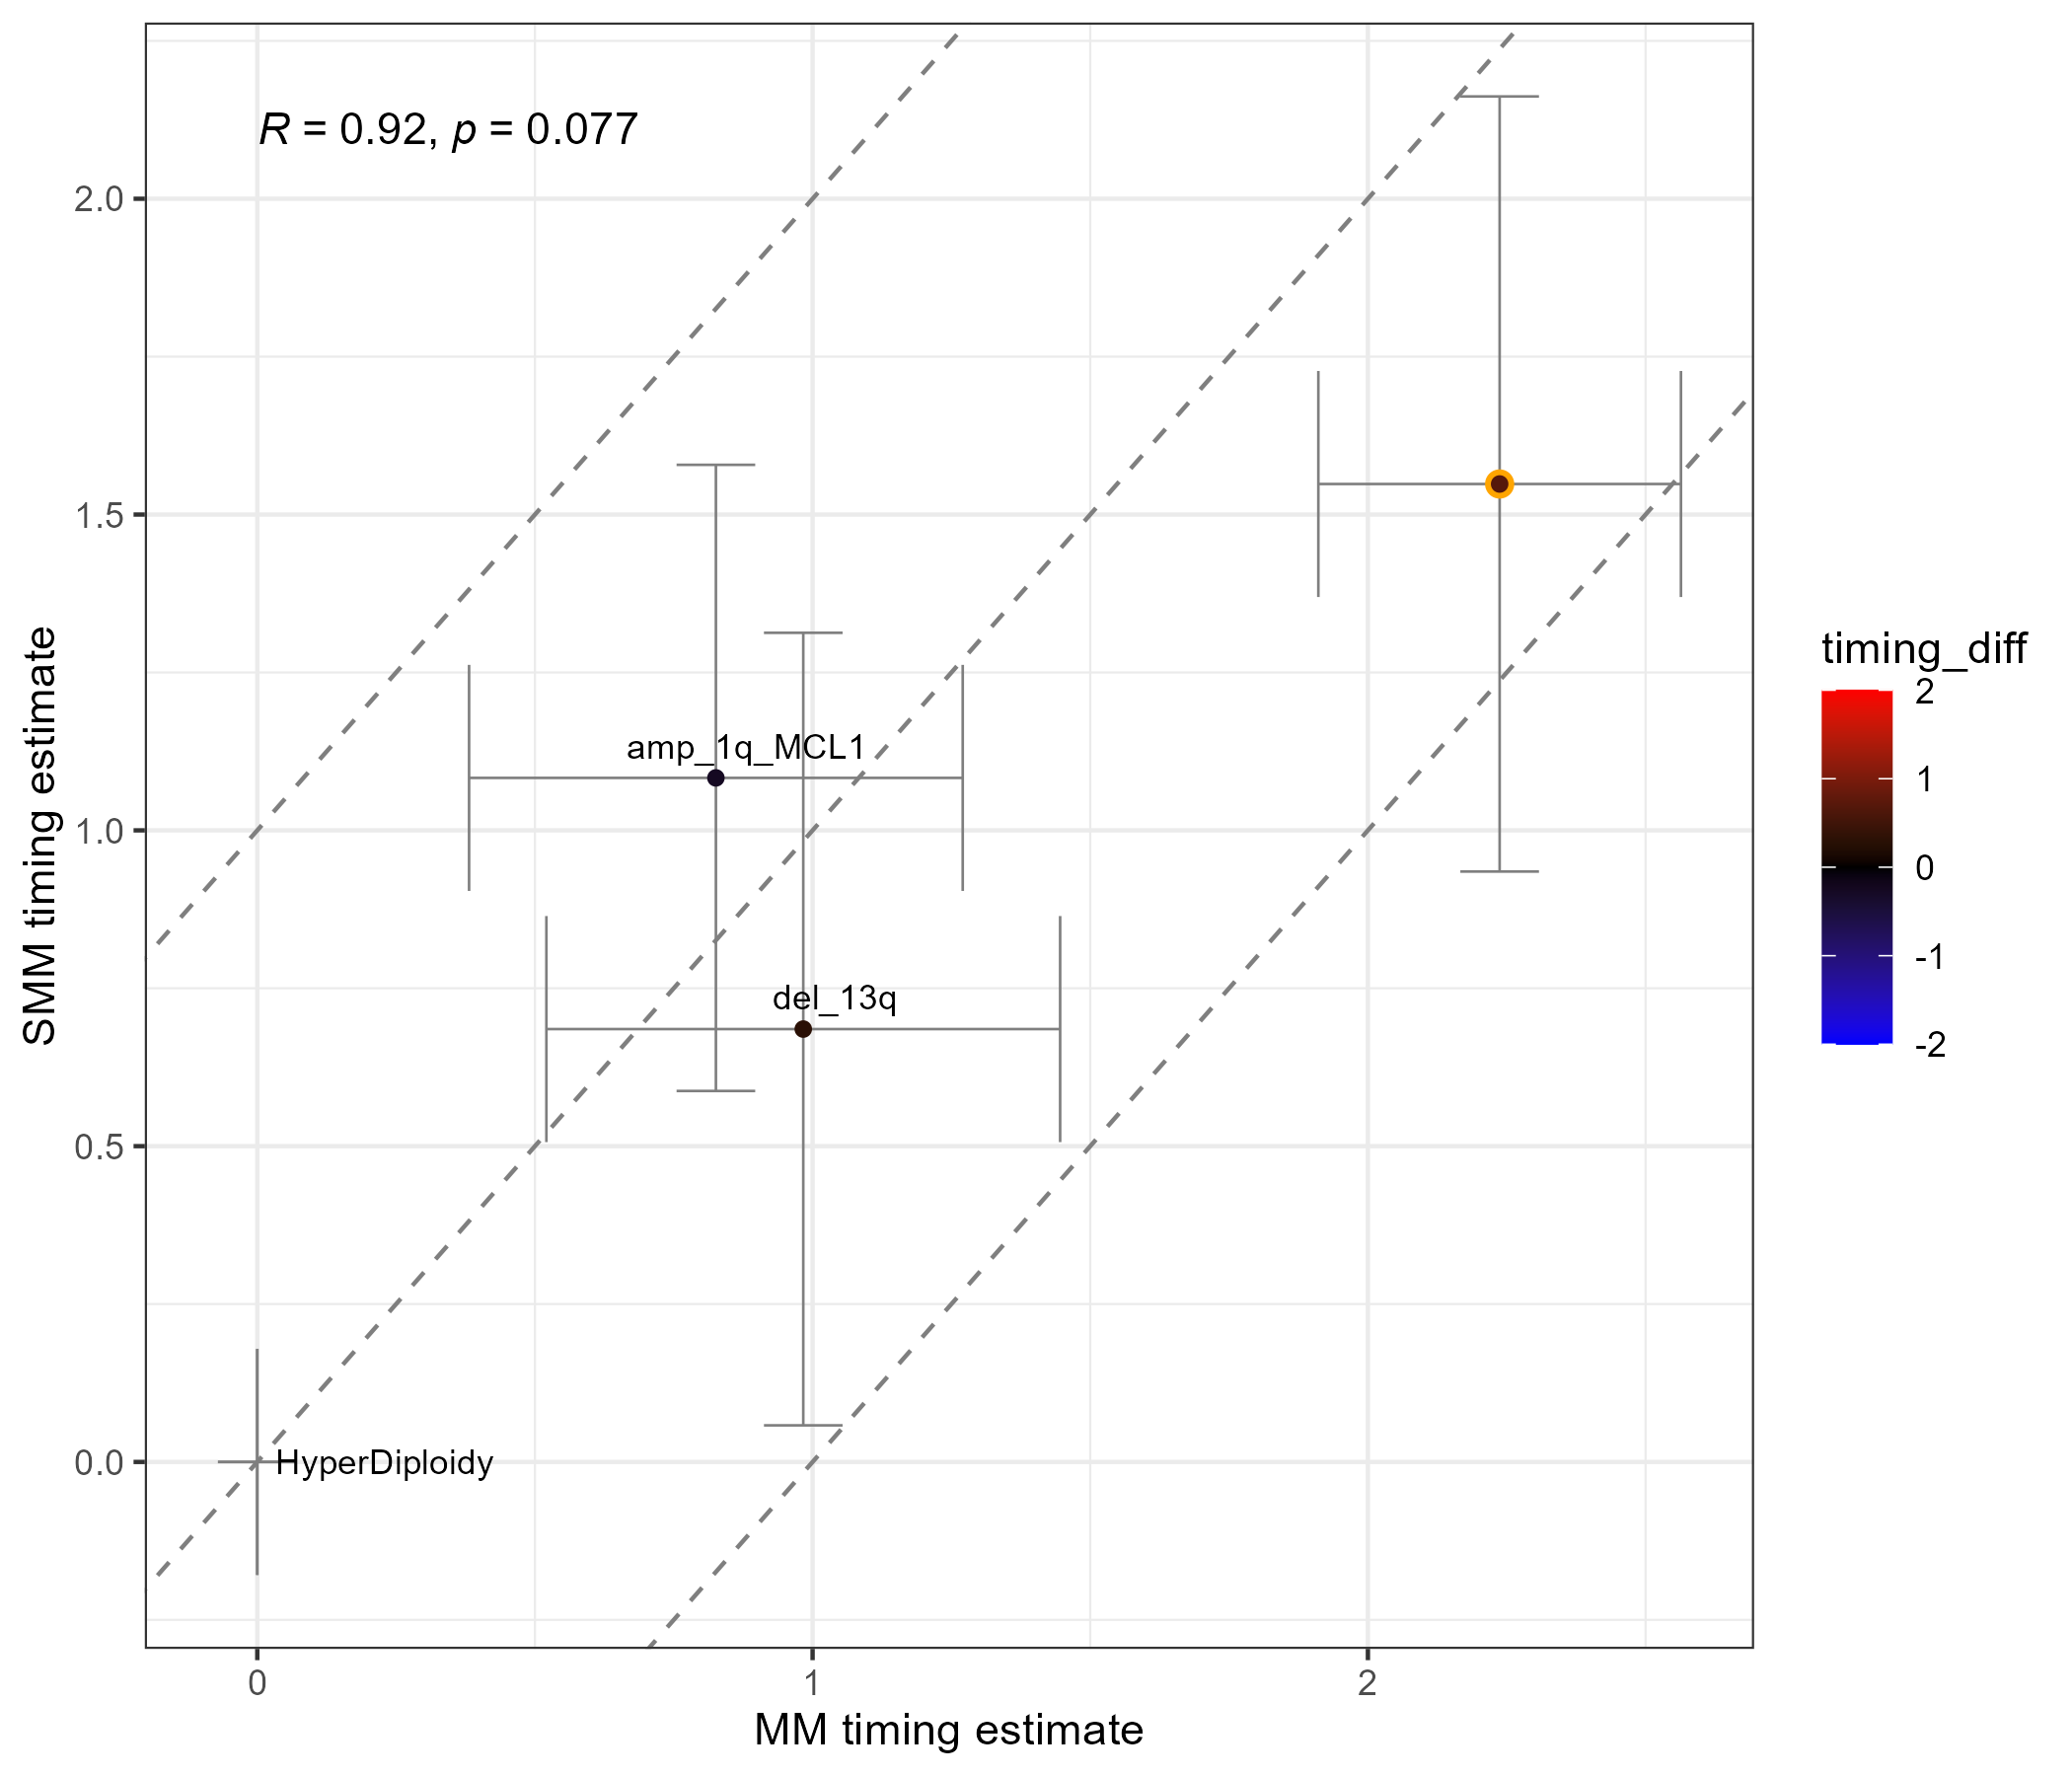 R = 0.92, p = 0.077
2.0
1.5
1.0
0.5
0.0
SMM timing estimate
amp_1q_MCL1
del_13q
HyperDiploidy
0
1
2
MM timing estimate
timing_diff
2
1
0
-1
-2